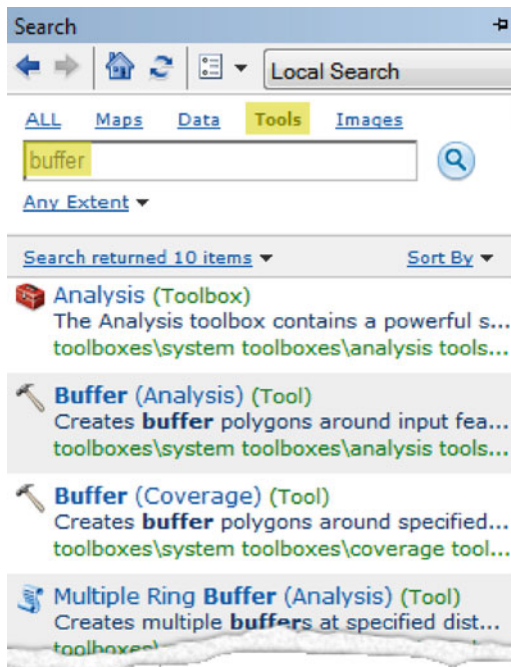 Search
Local Search
ALL Maps Data Tools Images
buffer
Any Extent
Search returned 10 items Sort By
Analysis (Toolbox)
The Analysis toolbox contains a powerful s...
toolboxes\system toolboxes\analysis tools...
Buffer (Analysis) (Tool)
Creates buffer polygons around input fea...
toolboxes\system toolboxes\analysis tools...
Buffer (Coverage) (Tool)
Creates buffer polygons around specified...
toolboxes\system toolboxes\coverage tool...
Multiple Ring Buffer (Analysis) (Tool)
Creates multiple buffers at specified dist...
toolboxes\